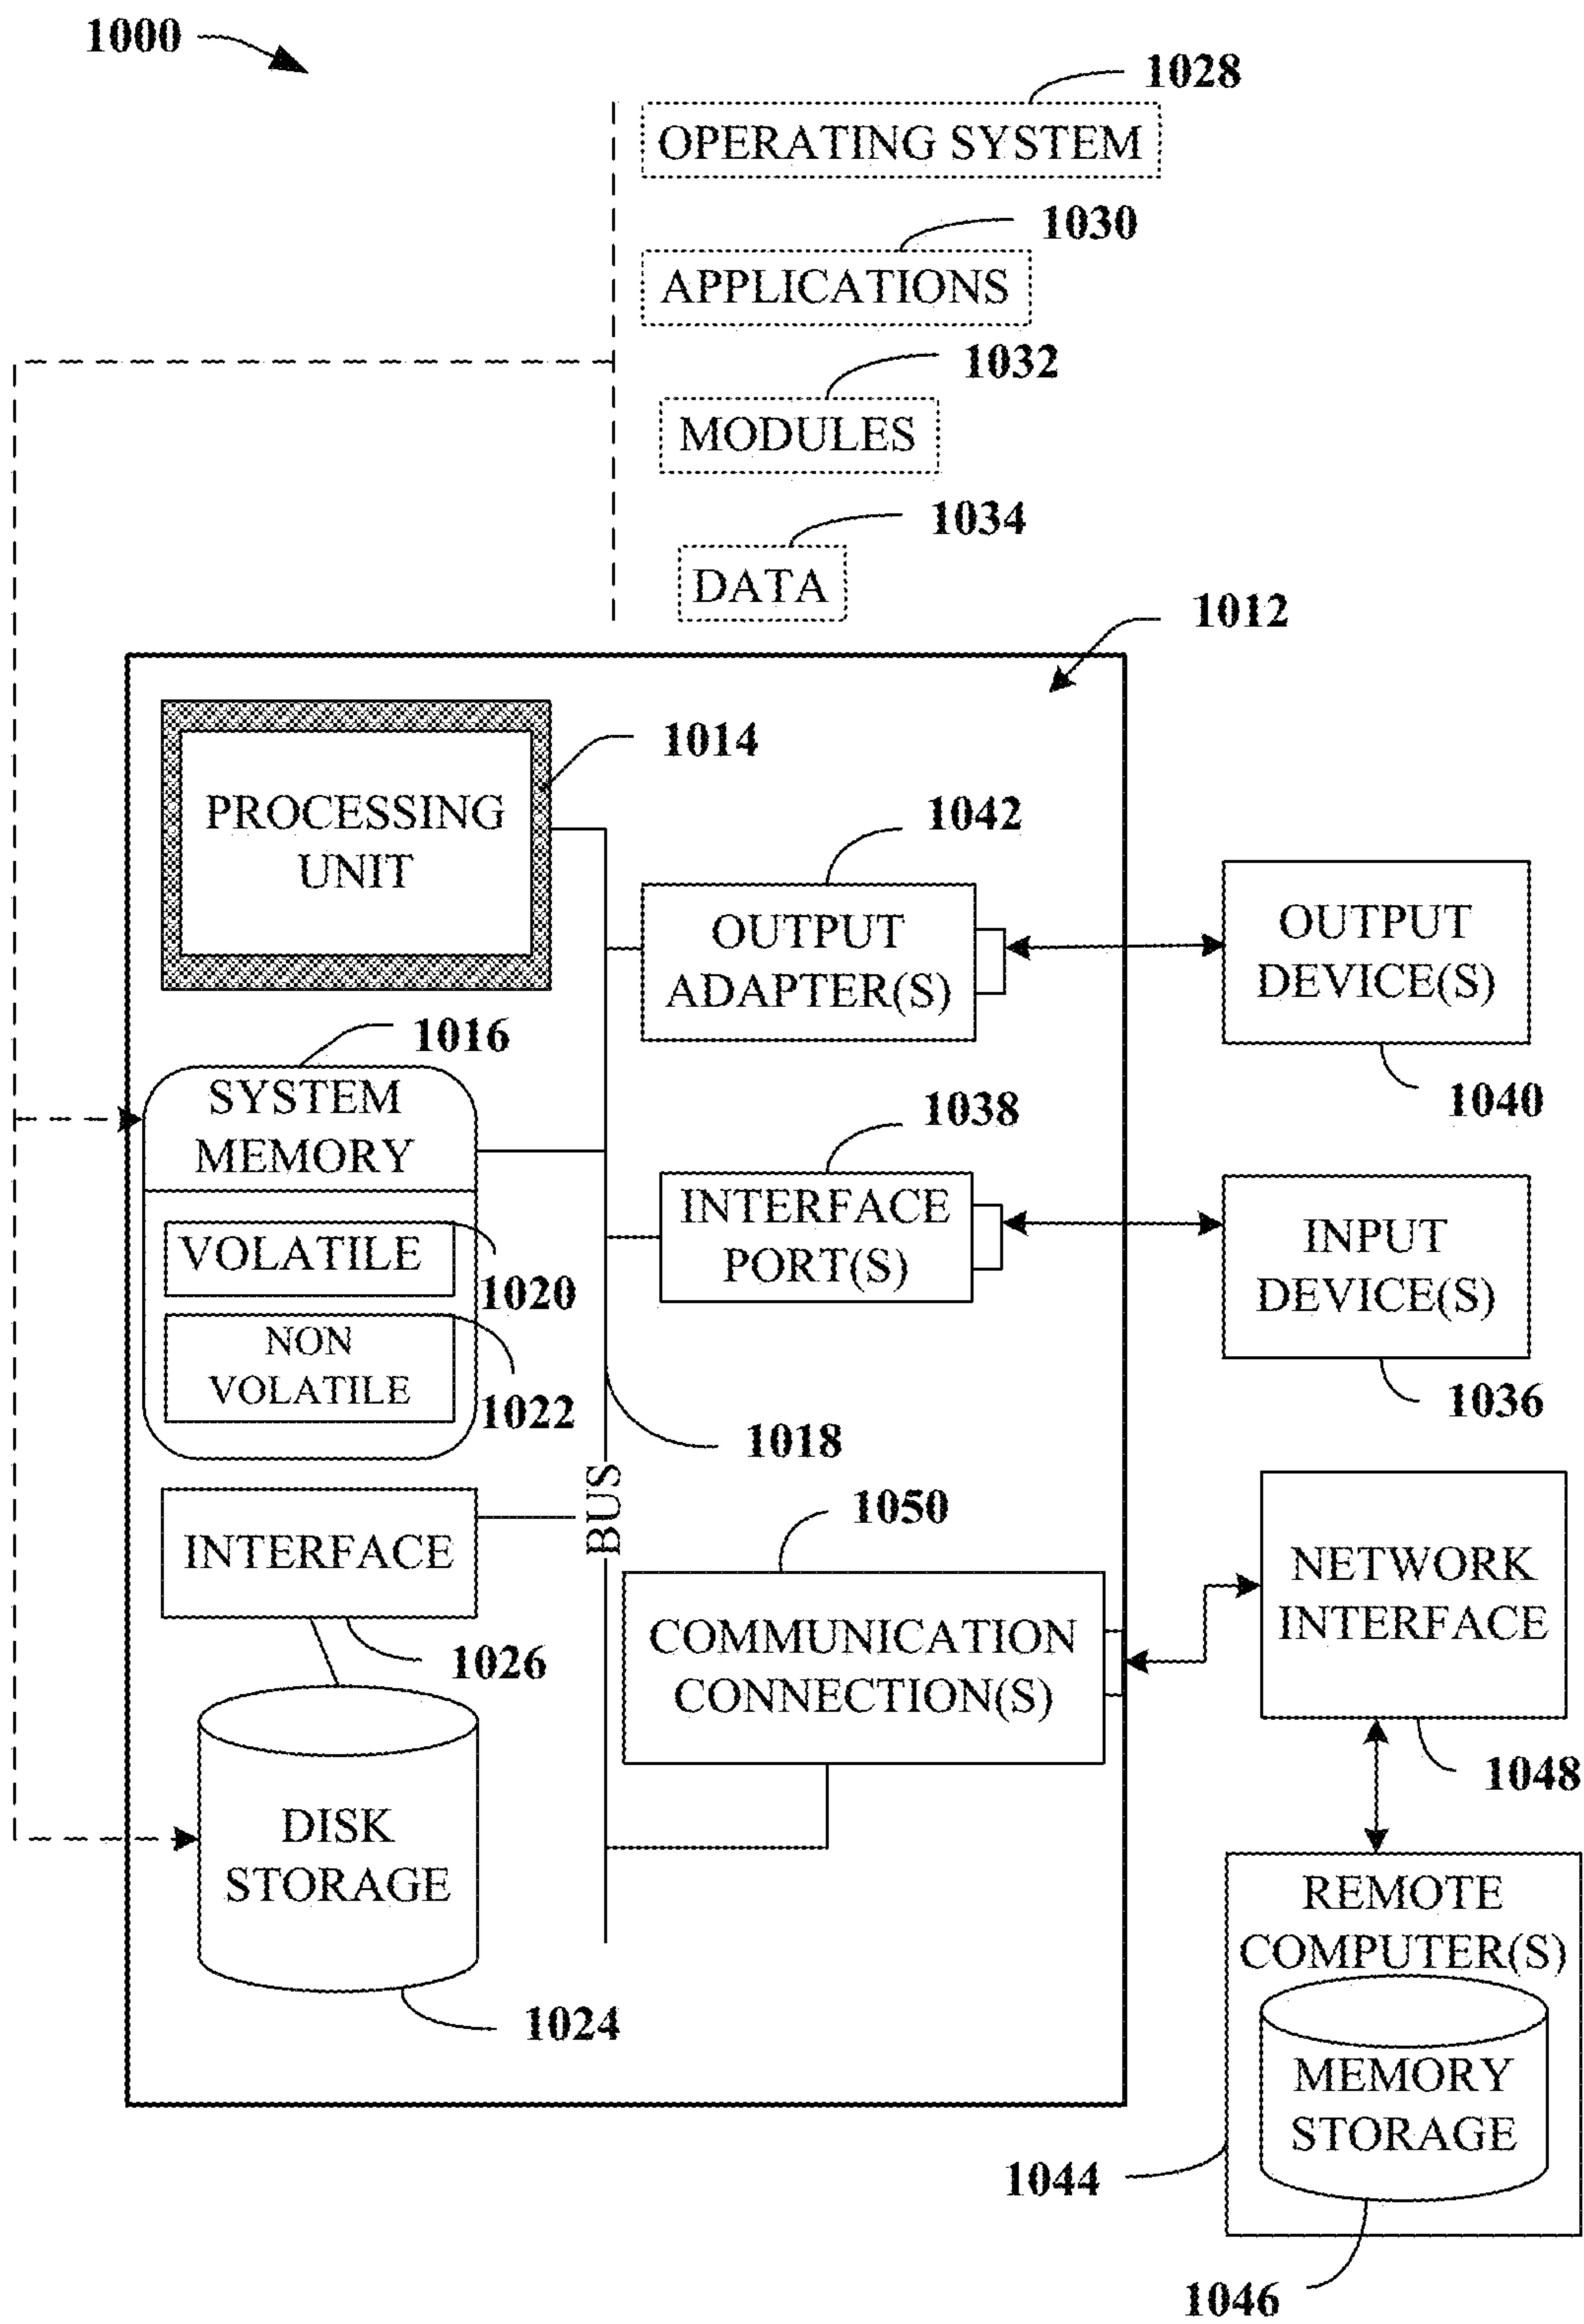 1000
1028
OPERATING SYSTEM
1030
APPLICATIONS
1032
MODULES
1034
DATA
1012
1014
PROCESSING
UNIT
1042
OUTPUT
ADAPTER(S)
OUTPUT
DEVICE(S)
1040
1016
SYSTEM
MEMORY
VOLATILE
1020
NON
VOLATILE
1022
1038
INTERFACE
PORT(S)
INPUT
DEVICE(S)
1036
1018
BUS
INTERFACE
1026
1050
COMMUNICATION
CONNECTION(S)
NETWORK
INTERFACE
1048
DISK
STORAGE
1024
REMOTE
COMPUTER(S)
MEMORY
STORAGE
1044
1046